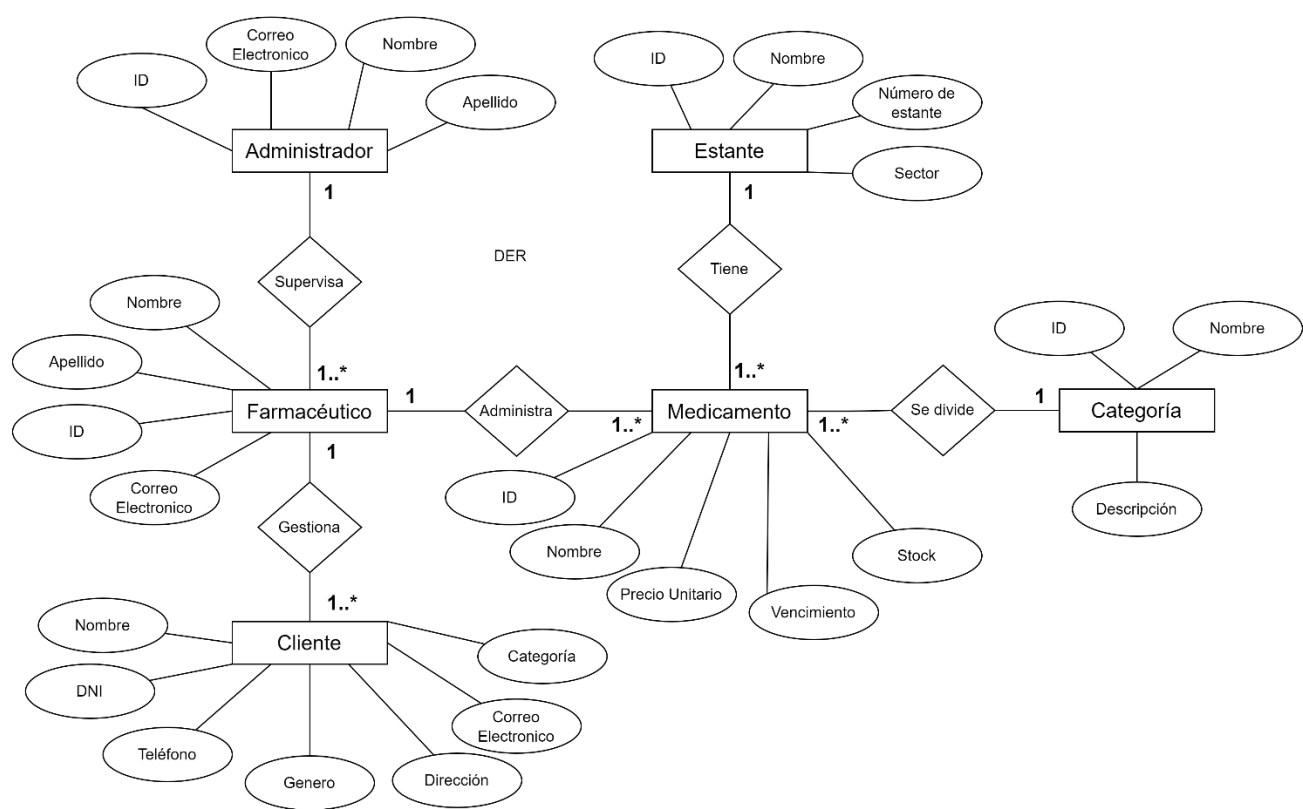 Correo
Electronico
Nombre
ID
Apellido
Administrador
1
Supervisa
ID
Nombre
Número de
estante
Estante
Sector
1
DER
Tiene
Nombre
Apellido
ID
Correo
Electronico
1..*
Farmacéutico
1
1
Administra
1..*
1..*
Medicamento
1..*
Se divide
1
ID
Nombre
Categoría
Descripción
ID
Nombre
Precio Unitario
Vencimiento
Stock
Gestiona
1..*
Cliente
Nombre
DNI
Teléfono
Genero
Dirección
Correo
Electronico
Categoría